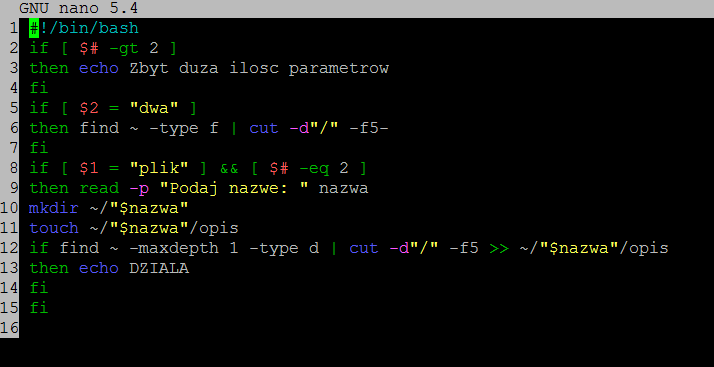 GNU nano 5.4
1 #!/bin/bash
2 if [ $# -gt 2 ]
3 then echo Zbyt duza ilosc parametrow
4 fi
5 if [ $2 = "dwa" ]
6 then find ~ -type f | cut -d"/" -f5-
7 fi
8 if [ $1 = "plik" ] && [ $# -eq 2 ]
9 then read -p "Podaj nazwe: " nazwa
10 mkdir ~/"$nazwa"
11 touch ~/"$nazwa"/opis
12 if find ~ -maxdepth 1 -type d | cut -d"/" -f5 >> ~/"$nazwa"/opis
13 then echo DZIALA
14 fi
15 fi
16